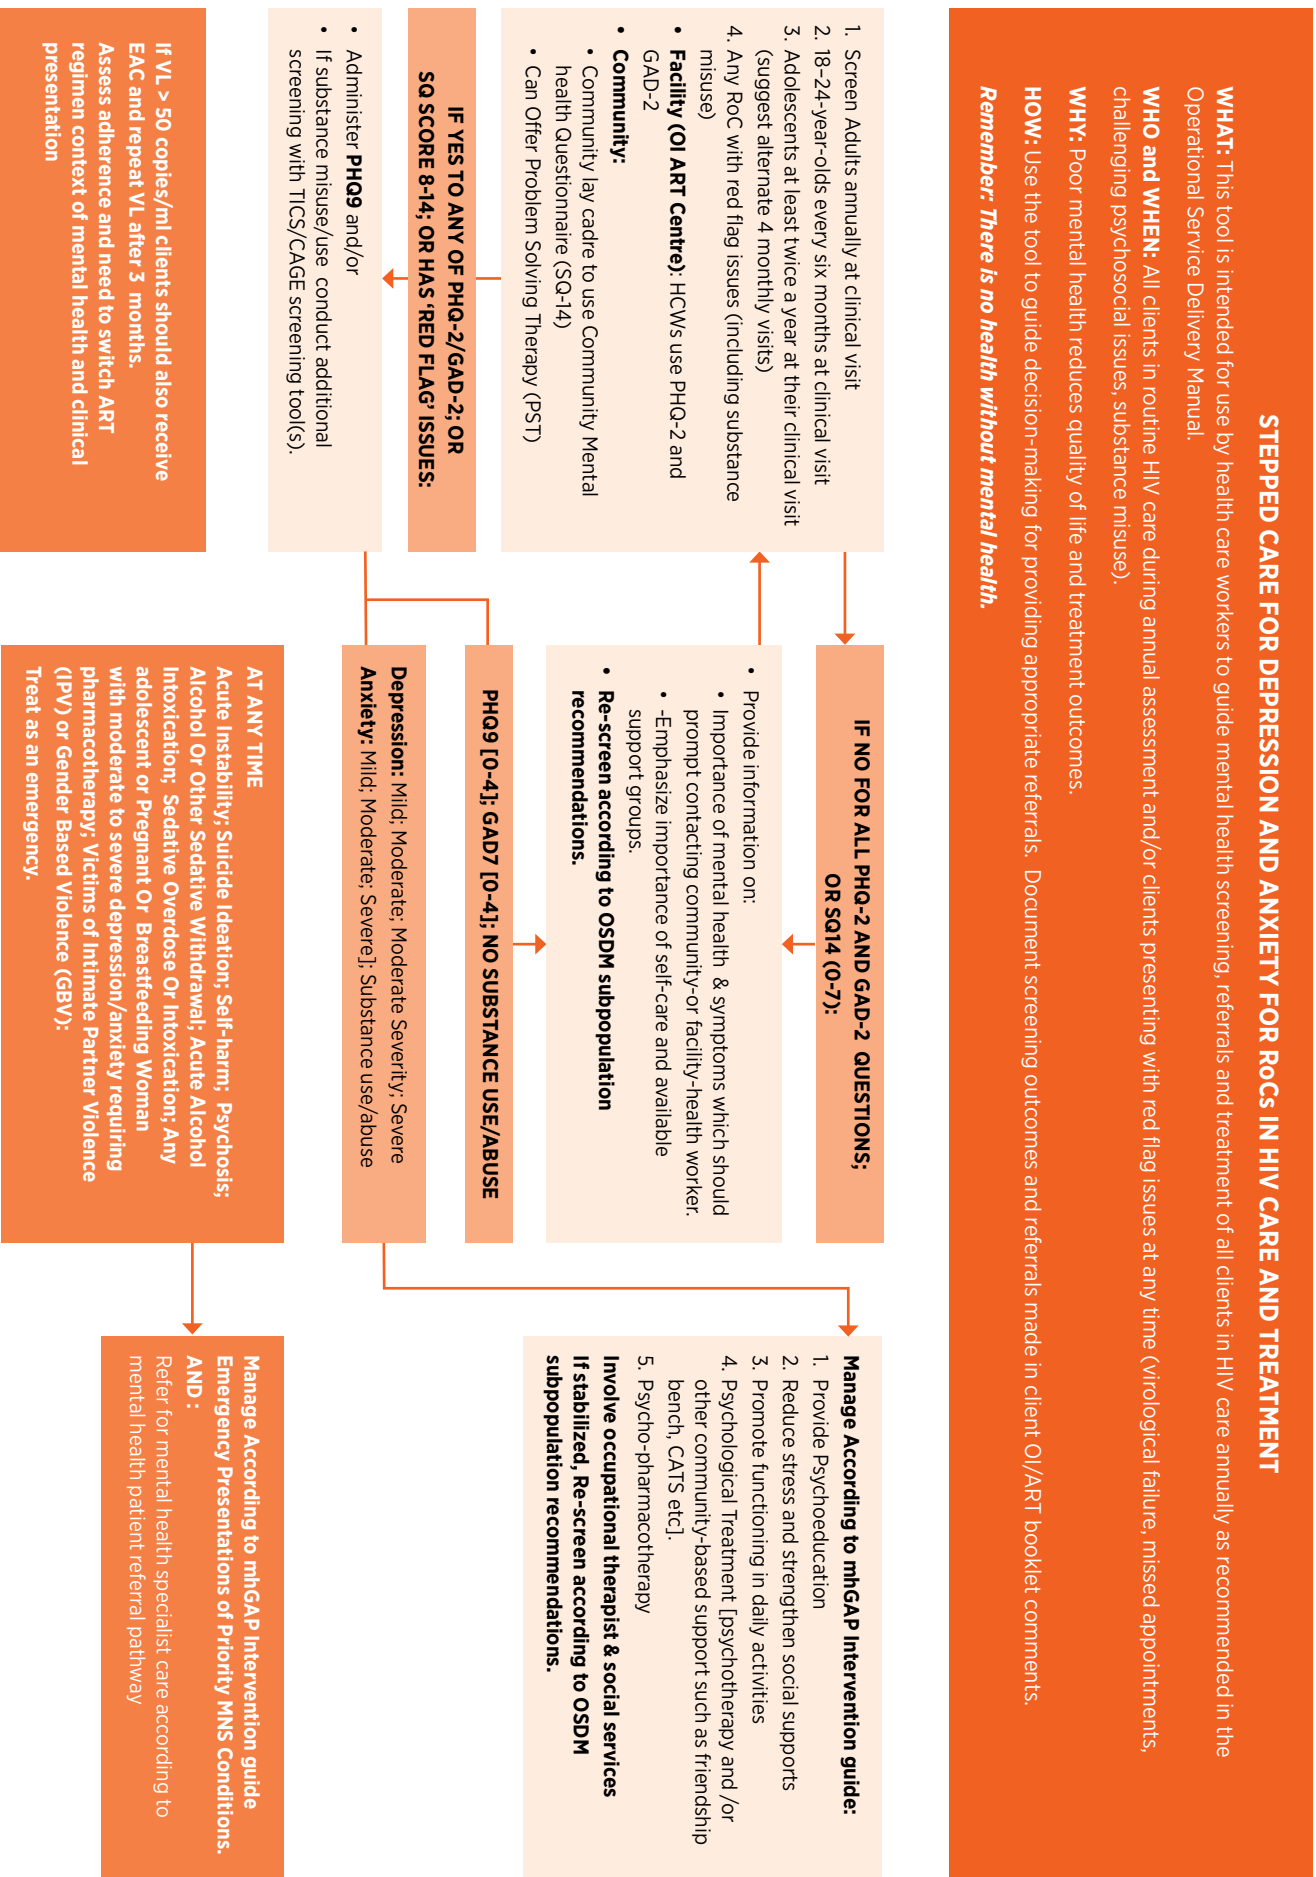 STEPPED CARE FOR DEPRESSION AND ANXIETY FOR RoCs IN HIV CARE AND TREATMENT
WHAT: This tool is intended for use by health care workers to guide mental health screening, referrals and treatment of all clients in HIV care annually as recommended in the
Operational Service Delivery Manual.
WHO and WHEN: All clients in routine HIV care during annual assessment and/or clients presenting with red flag issues at any time (virological failure, missed appointments,
challenging psychosocial issues, substance misuse).
WHY: Poor mental health reduces quality of life and treatment outcomes.
HOW: Use the tool to guide decision-making for providing appropriate referrals. Document screening outcomes and referrals made in client OI/ART booklet comments.
Remember: There is no health without mental health.
1. Screen Adults annually at clinical visit
2. 18-24-year-olds every six months at clinical visit
3. Adolescents at least twice a year at their clinical visit
(suggest alternate 4 monthly visits)
4. Any RoC with red flag issues (including substance
misuse)
• Facility (OI ART Centre): HCWs use PHQ-2 and
GAD-2
• Community:
• Community lay cadre to use Community Mental
health Questionnaire (SQ-14)
• Can Offer Problem Solving Therapy (PST)
IF YES TO ANY OF PHQ-2/GAD-2; OR
SQ SCORE 8-14; OR HAS ‘RED FLAG’ ISSUES:
• Administer PHQ9 and/or
• If substance misuse/use conduct additional
screening with TICS/CAGE screening tool(s).
If VL > 50 copies/ml clients should also receive
EAC and repeat VL after 3 months.
Assess adherence and need to switch ART
regimen context of mental health and clinical
presentation
IF NO FOR ALL PHQ-2 AND GAD-2 QUESTIONS;
OR SQ14 (0-7):
• Provide information on:
• Importance of mental health & symptoms which should
prompt contacting community-or facility-health worker.
• -Emphasize importance of self-care and available
support groups.
• Re-screen according to OSDM subpopulation
recommendations.
PHQ9 [0-4]; GAD7 [0-4]; NO SUBSTANCE USE/ABUSE
Depression: Mild; Moderate; Moderate Severity; Severe
Anxiety: Mild; Moderate; Severe]; Substance use/abuse
AT ANY TIME
Acute Instability; Suicide Ideation; Self-harm; Psychosis;
Alcohol Or Other Sedative Withdrawal; Acute Alcohol
Intoxication; Sedative Overdose Or Intoxication; Any
adolescent or Pregnant Or Breastfeeding Woman
with moderate to severe depression/anxiety requiring
pharmacotherapy; Victims of Intimate Partner Violence
(IPV) or Gender Based Violence (GBV):
Treat as an emergency.
Manage According to mhGAP Intervention guide:
1. Provide Psychoeducation
2. Reduce stress and strengthen social supports
3. Promote functioning in daily activities
4. Psychological Treatment [psychotherapy and /or
other community-based support such as friendship
bench, CATS etc].
5. Psycho-pharmacotherapy
Involve occupational therapist & social services
If stabilized, Re-screen according to OSDM
subpopulation recommendations.
Manage According to mhGAP Intervention guide
Emergency Presentations of Priority MNS Conditions.
AND :
Refer for mental health specialist care according to
mental health patient referral pathway